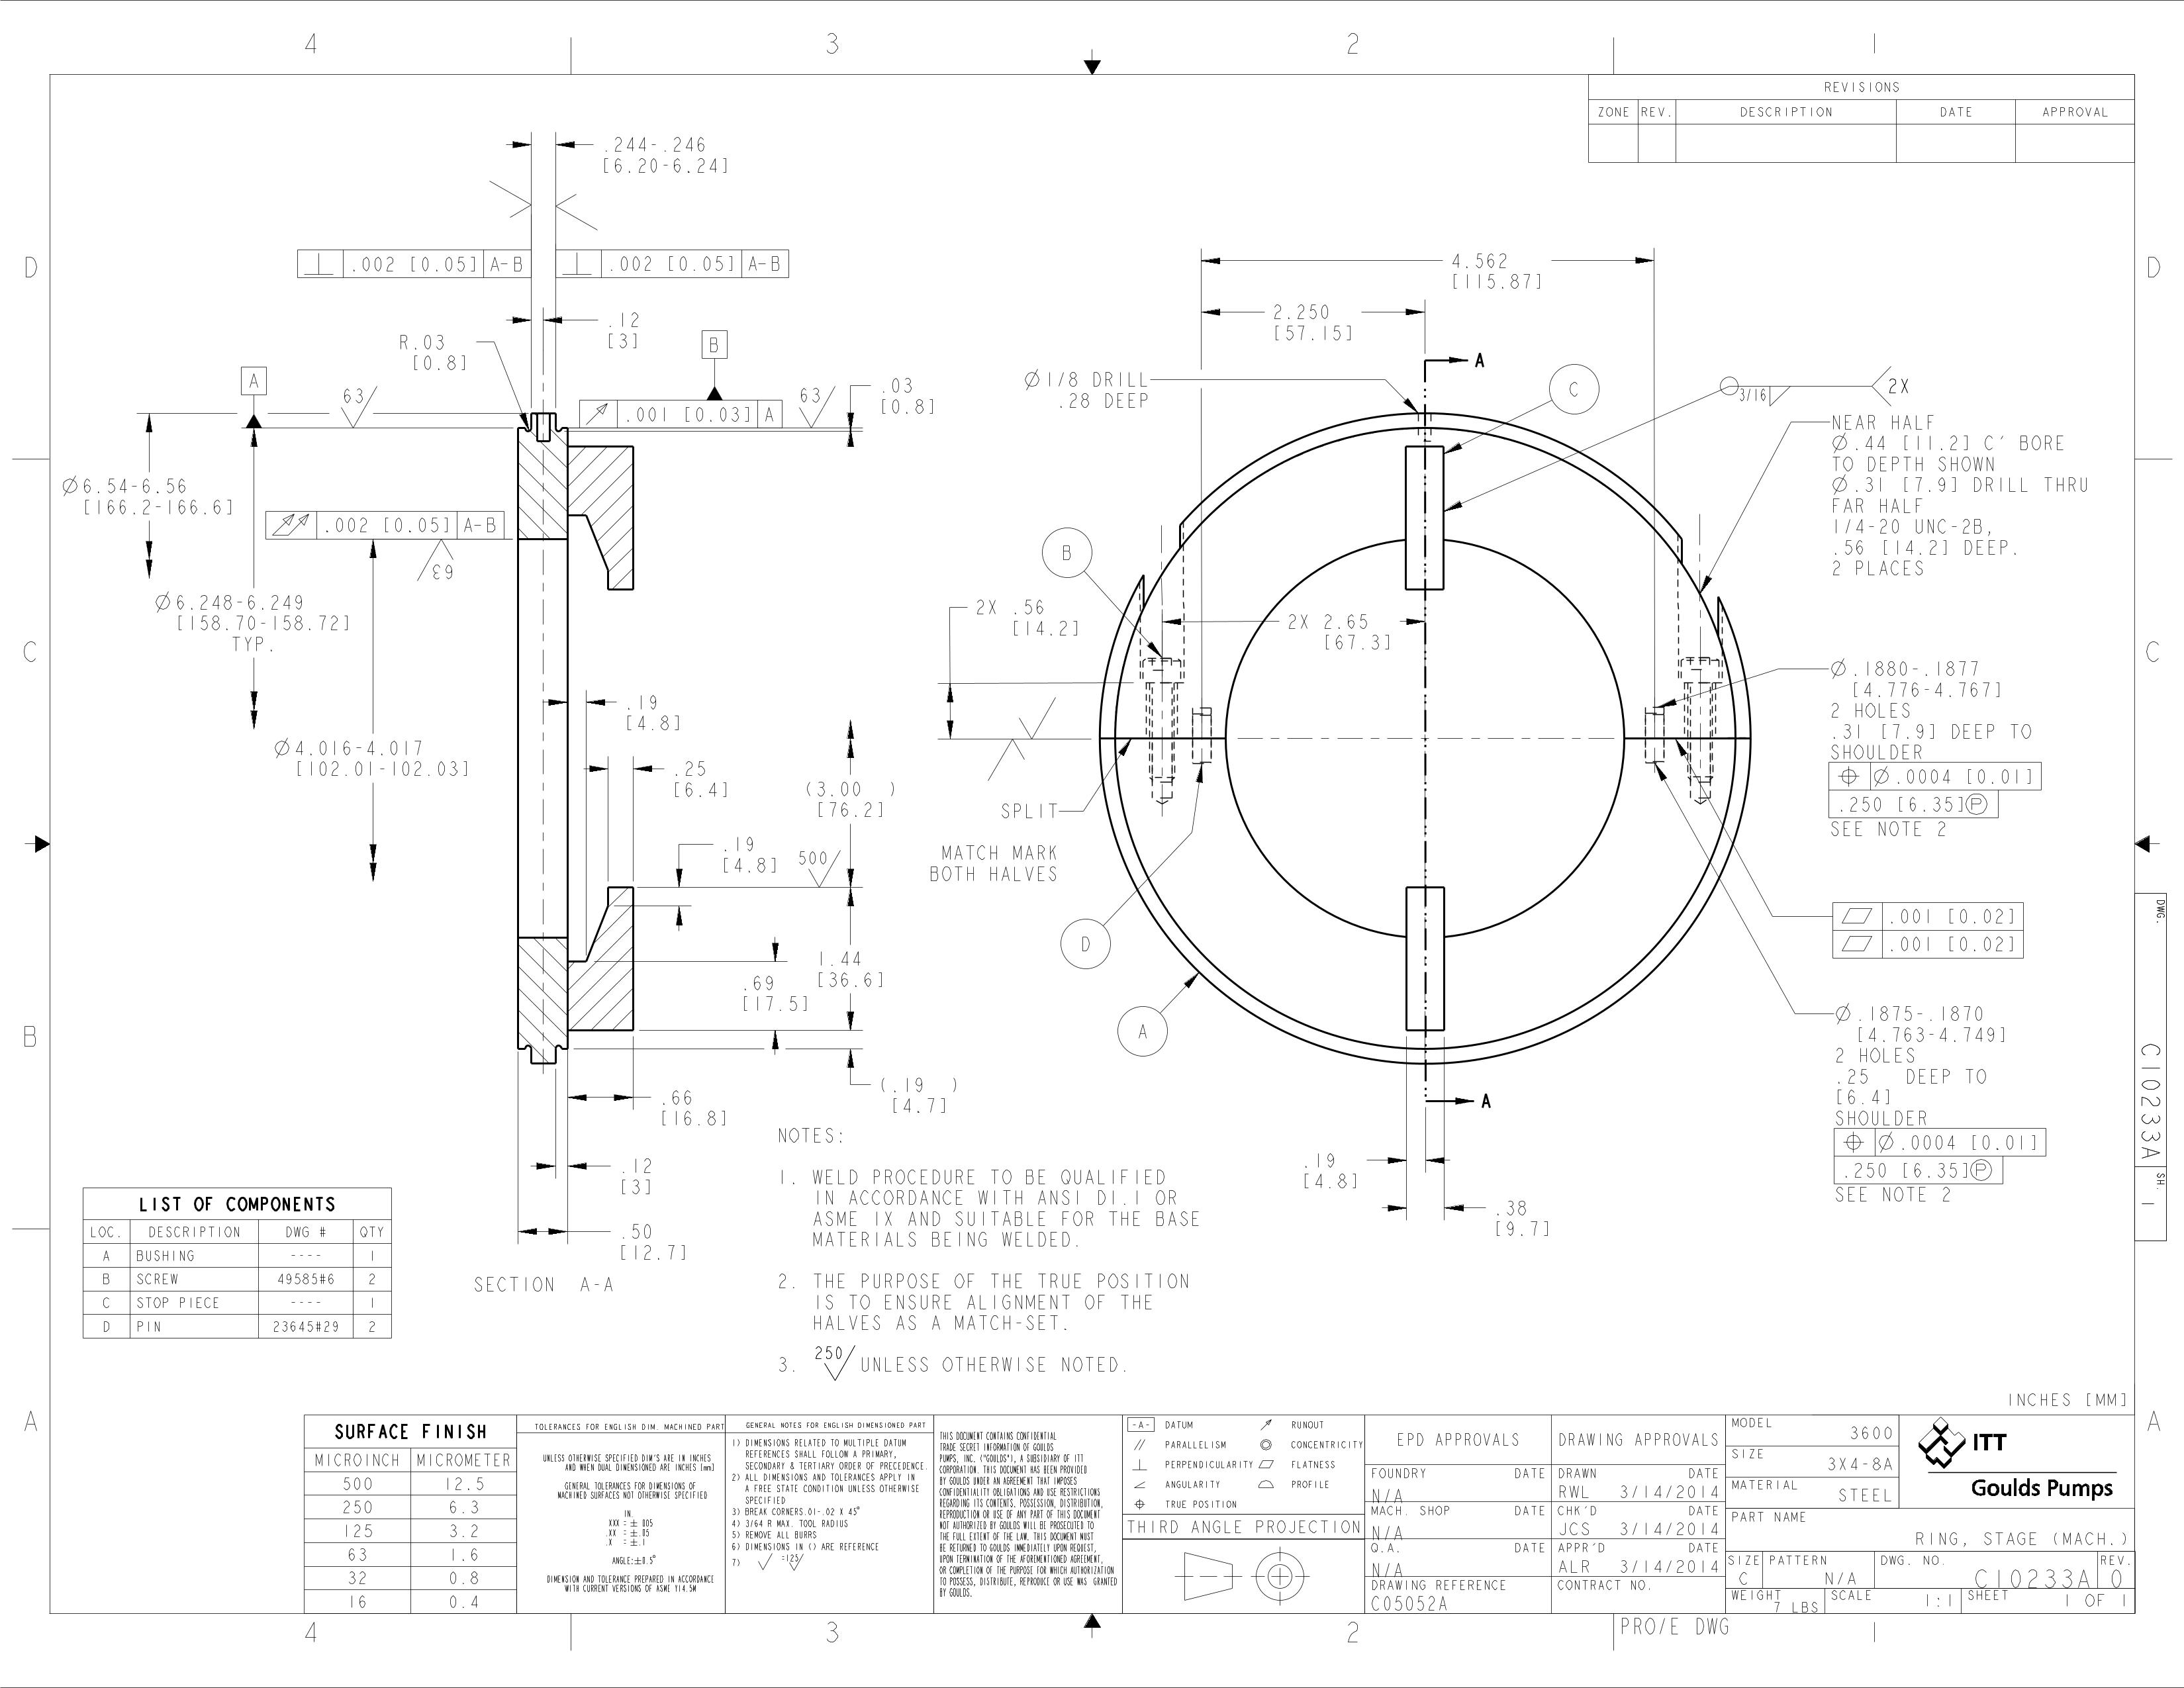 4 3 2 1
REVISIONS
ZONE REV. DESCRIPTION DATE APPROVAL
D
D
C
C
B
A
A
.244-.246
[6.20-6.24]
.002 [0.05] A-B
.002 [0.05] A-B
.12
[3]
R.03
[0.8]
A
B
63
.001 [0.03] A
63
.03
[0.8]
Ø6.54-6.56
[166.2-166.6]
.002 [0.05] A-B
63
Ø6.248-6.249
[158.70-158.72]
TYP.
Ø4.016-4.017
[102.01-102.03]
.19
[4.8]
.25
[6.4]
(3.00 )
[76.2]
.19
[4.8]
500
1.44
[36.6]
.69
[17.5]
(.19 )
[4.7]
.66
[16.8]
.12
[3]
.50
[12.7]
SECTION A-A
4.562
[115.87]
2.250
[57.15]
A
Ø1/8 DRILL
.28 DEEP
C
3/16
2X
NEAR HALF
Ø.44 [11.2] C' BORE
TO DEPTH SHOWN
Ø.31 [7.9] DRILL THRU
FAR HALF
1/4-20 UNC-2B,
.56 [14.2] DEEP.
2 PLACES
B
2X .56
[14.2]
2X 2.65
[67.3]
Ø.1880-.1877
[4.776-4.767]
2 HOLES
.31 [7.9] DEEP TO
SHOULDER
⌖ Ø.0004 [0.01]
.250 [6.35]Ⓟ
SEE NOTE 2
SPLIT
MATCH MARK
BOTH HALVES
D
A
.001 [0.02]
.001 [0.02]
Ø.1875-.1870
[4.763-4.749]
2 HOLES
.25 DEEP TO
[6.4]
SHOULDER
⌖ Ø.0004 [0.01]
.250 [6.35]Ⓟ
SEE NOTE 2
A
.19
[4.8]
.38
[9.7]
DWG.
C10233A
SH.
1
NOTES:
1. WELD PROCEDURE TO BE QUALIFIED
IN ACCORDANCE WITH ANSI D1.1 OR
ASME IX AND SUITABLE FOR THE BASE
MATERIALS BEING WELDED.
2. THE PURPOSE OF THE TRUE POSITION
IS TO ENSURE ALIGNMENT OF THE
HALVES AS A MATCH-SET.
3. 250 UNLESS OTHERWISE NOTED.
LIST OF COMPONENTS
LOC. DESCRIPTION DWG # QTY
A BUSHING ---- 1
B SCREW 49585#6 2
C STOP PIECE ---- 1
D PIN 23645#29 2
B
INCHES [MM]
SURFACE FINISH
MICROINCH MICROMETER
500 12.5
250 6.3
125 3.2
63 1.6
32 0.8
16 0.4
TOLERANCES FOR ENGLISH DIM. MACHINED PART
UNLESS OTHERWISE SPECIFIED DIM'S ARE IN INCHES
AND WHEN DUAL DIMENSIONED ARE INCHES [mm]
GENERAL TOLERANCES FOR DIMENSIONS OF
MACHINED SURFACES NOT OTHERWISE SPECIFIED
IN.
XXX = ± .005
.XX = ± .15
.X = ± .1
ANGLE: ±0.5°
DIMENSION AND TOLERANCE PREPARED IN ACCORDANCE
WITH CURRENT VERSIONS OF ASME Y14.5M
GENERAL NOTES FOR ENGLISH DIMENSIONED PART
1) DIMENSIONS RELATED TO MULTIPLE DATUM
REFERENCES SHALL FOLLOW A PRIMARY,
SECONDARY & TERTIARY ORDER OF PRECEDENCE.
2) ALL DIMENSIONS AND TOLERANCES APPLY IN
A FREE STATE CONDITION UNLESS OTHERWISE
SPECIFIED
3) BREAK CORNERS.01-.02 X 45°
4) 3/64 R MAX. TOOL RADIUS
5) REMOVE ALL BURRS
6) DIMENSIONS IN () ARE REFERENCE
7) =125
THIS DOCUMENT CONTAINS CONFIDENTIAL
TRADE SECRET INFORMATION OF GOULDS
PUMPS, INC. ("GOULDS"), A SUBSIDIARY OF ITT
CORPORATION. THIS DOCUMENT HAS BEEN PROVIDED
BY GOULDS UNDER AN AGREEMENT THAT IMPOSES
CONFIDENTIALITY OBLIGATIONS AND USE RESTRICTIONS
REGARDING ITS CONTENTS. POSSESSION, DISTRIBUTION,
REPRODUCTION OR USE OF ANY PART OF THIS DOCUMENT
NOT AUTHORIZED BY GOULDS WILL BE PROSECUTED TO
THE FULL EXTENT OF THE LAW. THIS DOCUMENT MUST
BE RETURNED TO GOULDS IMMEDIATELY UPON REQUEST,
UPON TERMINATION OF THE AFOREMENTIONED AGREEMENT,
OR COMPLETION OF THE PURPOSE FOR WHICH AUTHORIZATION
TO POSSESS, DISTRIBUTE, REPRODUCE OR USE WAS GRANTED
BY GOULDS.
-A- DATUM RUNOUT
PARALLELISM CONCENTRICITY
PERPENDICULARITY FLATNESS
ANGULARITY PROFILE
TRUE POSITION
THIRD ANGLE PROJECTION
EPD APPROVALS
FOUNDRY DATE
N/A
MACH. SHOP DATE
N/A
Q.A. DATE
N/A
DRAWING REFERENCE
C05052A
DRAWING APPROVALS
DRAWN DATE
RWL 3/14/2014
CHK'D DATE
JCS 3/14/2014
APPR'D DATE
ALR 3/14/2014
CONTRACT NO.
MODEL
3600
SIZE
3X4-8A
MATERIAL
STEEL
ITT
Goulds Pumps
PART NAME
RING, STAGE (MACH.)
SIZE PATTERN DWG. NO. REV.
C N/A C10233A 0
WEIGHT SCALE SHEET
7 LBS 1:1 1 OF 1
4 3 2 1
PRO/E DWG